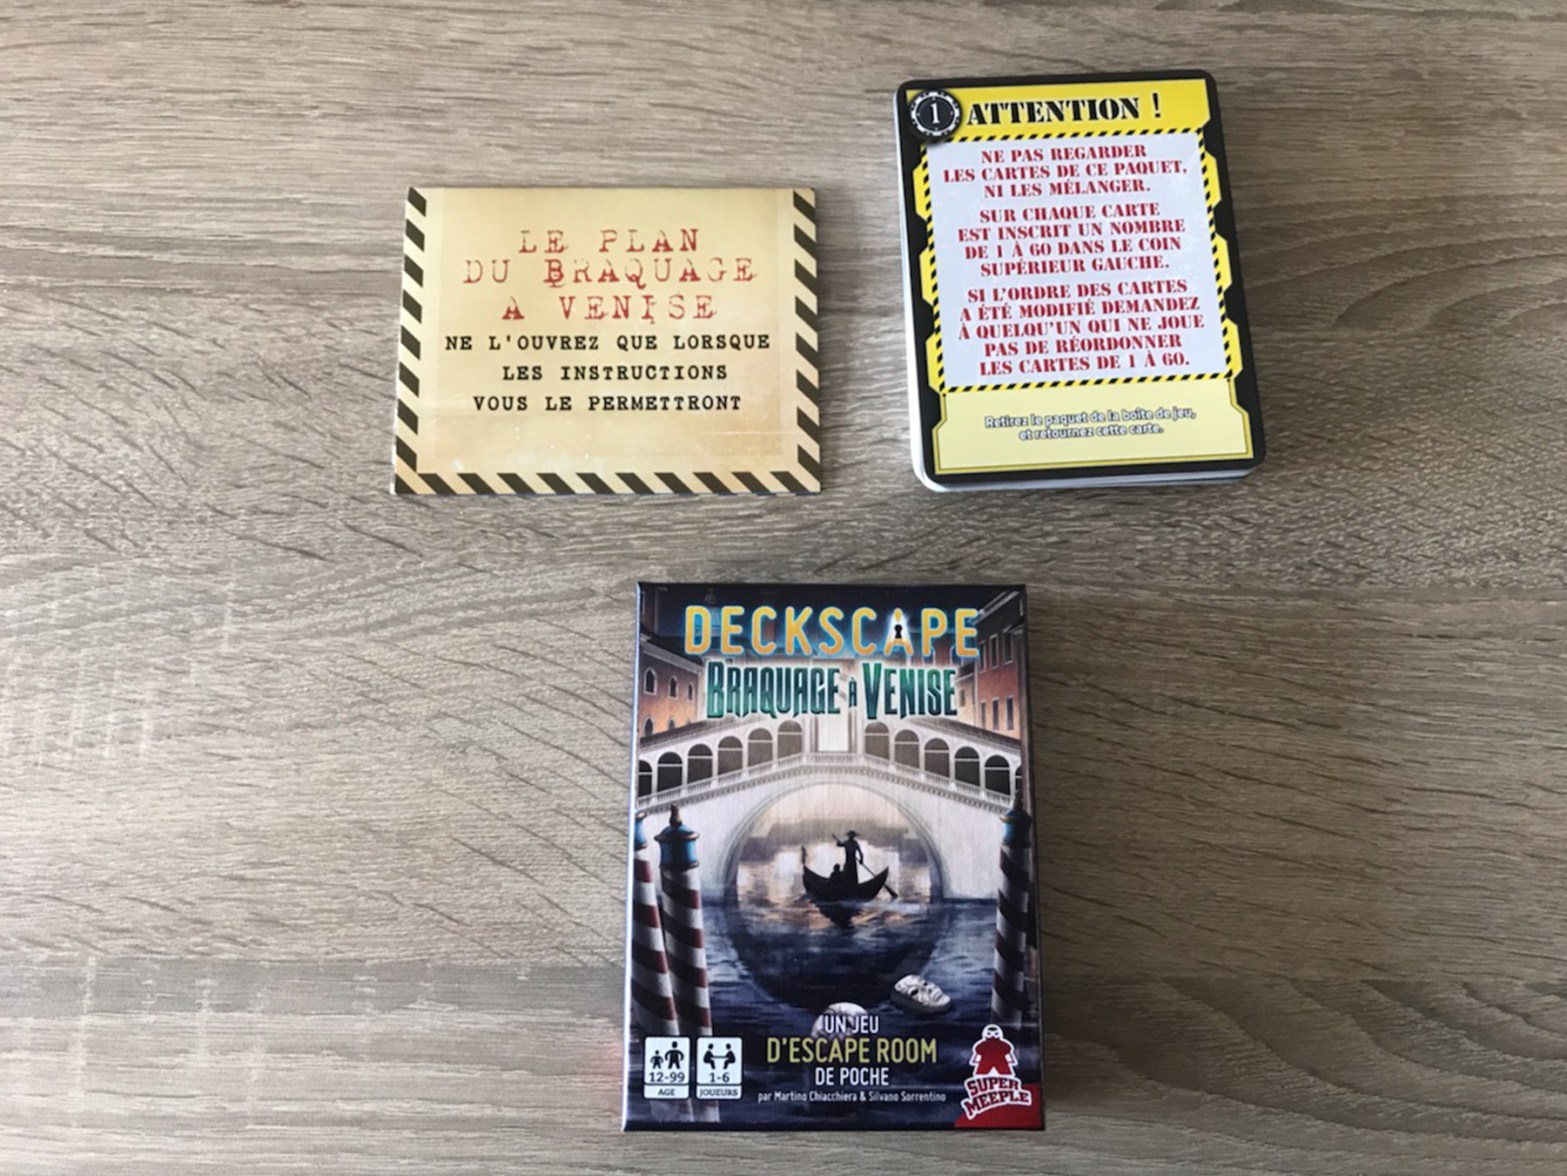 LE PLAN
DU BRAQUAGE
A VENISE
NE L'OUVREZ QUE LORSQUE
LES INSTRUCTIONS
VOUS LE PERMETTRONT
1
ATTENTION !
NE PAS REGARDER
LES CARTES DE CE PAQUET,
NI LES MÉLANGER.
SUR CHAQUE CARTE
EST INSCRIT UN NOMBRE
DE 1 À 60 DANS LE COIN
SUPÉRIEUR GAUCHE.
SI L'ORDRE DES CARTES
A ÉTÉ MODIFIÉ DEMANDEZ
À QUELQU'UN QUI NE JOUE
PAS DE RÉORDONNER
LES CARTES DE 1 À 60.
Retirez le paquet de la boîte de jeu,
et retournez cette carte.
DECKSCAPE
BRAQUAGE À VENISE
UN JEU
D'ESCAPE ROOM
DE POCHE
par Martino Chiacchiera & Silvano Sorrentino
12-99
AGE
1-6
JOUEURS
SUPER
MEEPLE